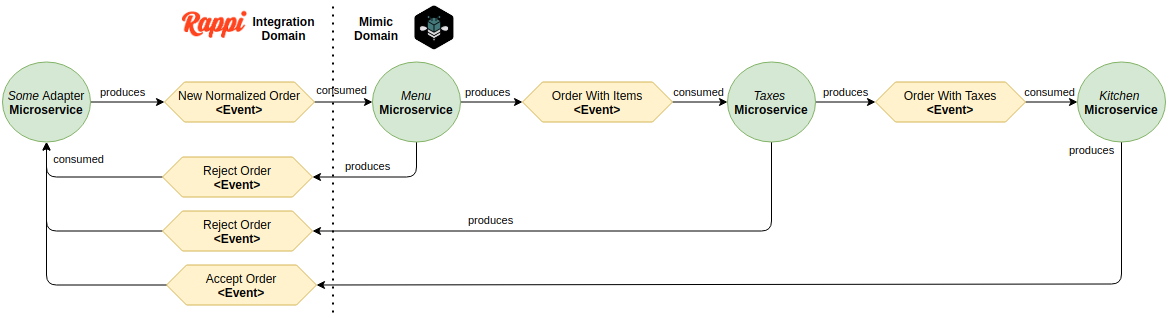 Rappi
Integration
Domain
Mimic
Domain
Some Adapter
Microservice
produces
New Normalized Order
<Event>
consumed
Menu
Microservice
produces
Order With Items
<Event>
consumed
Taxes
Microservice
produces
Order With Taxes
<Event>
consumed
Kitchen
Microservice
produces
consumed
Reject Order
<Event>
produces
Reject Order
<Event>
produces
Accept Order
<Event>